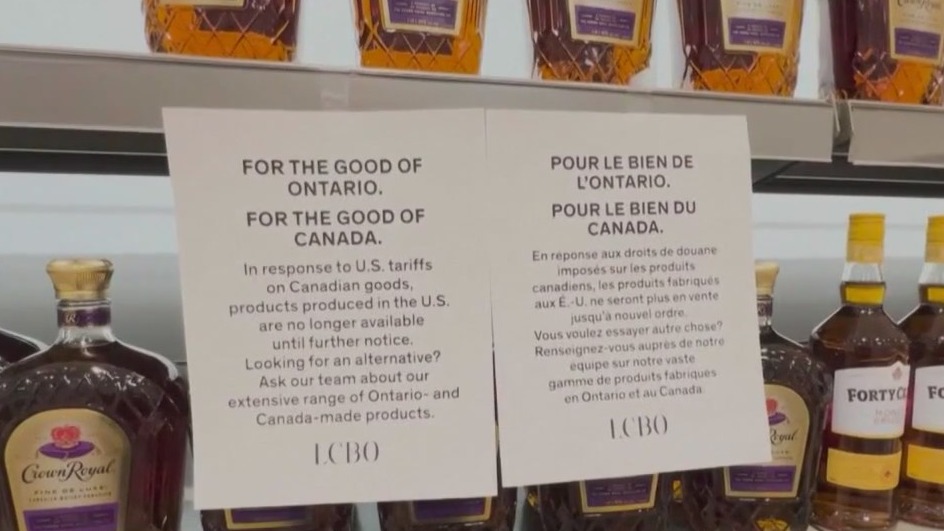 FOR THE GOOD OF
ONTARIO.
FOR THE GOOD OF
CANADA.
In response to U.S. tariffs
on Canadian goods,
products produced in the U.S.
are no longer available
until further notice.
Looking for an alternative?
Ask our team about our
extensive range of Ontario- and
Canada-made products.
LCBO
POUR LE BIEN DE
L'ONTARIO.
POUR LE BIEN DU
CANADA.
En réponse aux droits de douane
imposés sur les produits
canadiens, les produits fabriqués
aux É.-U. ne seront plus en vente
jusqu'à nouvel ordre.
Vous voulez essayer autre chose?
Renseignez-vous auprès de notre
équipe sur notre vaste
gamme de produits fabriqués
en Ontario et au Canada.
LCBO
Crown Royal
FINE DE LUXE
Royal
FORTY